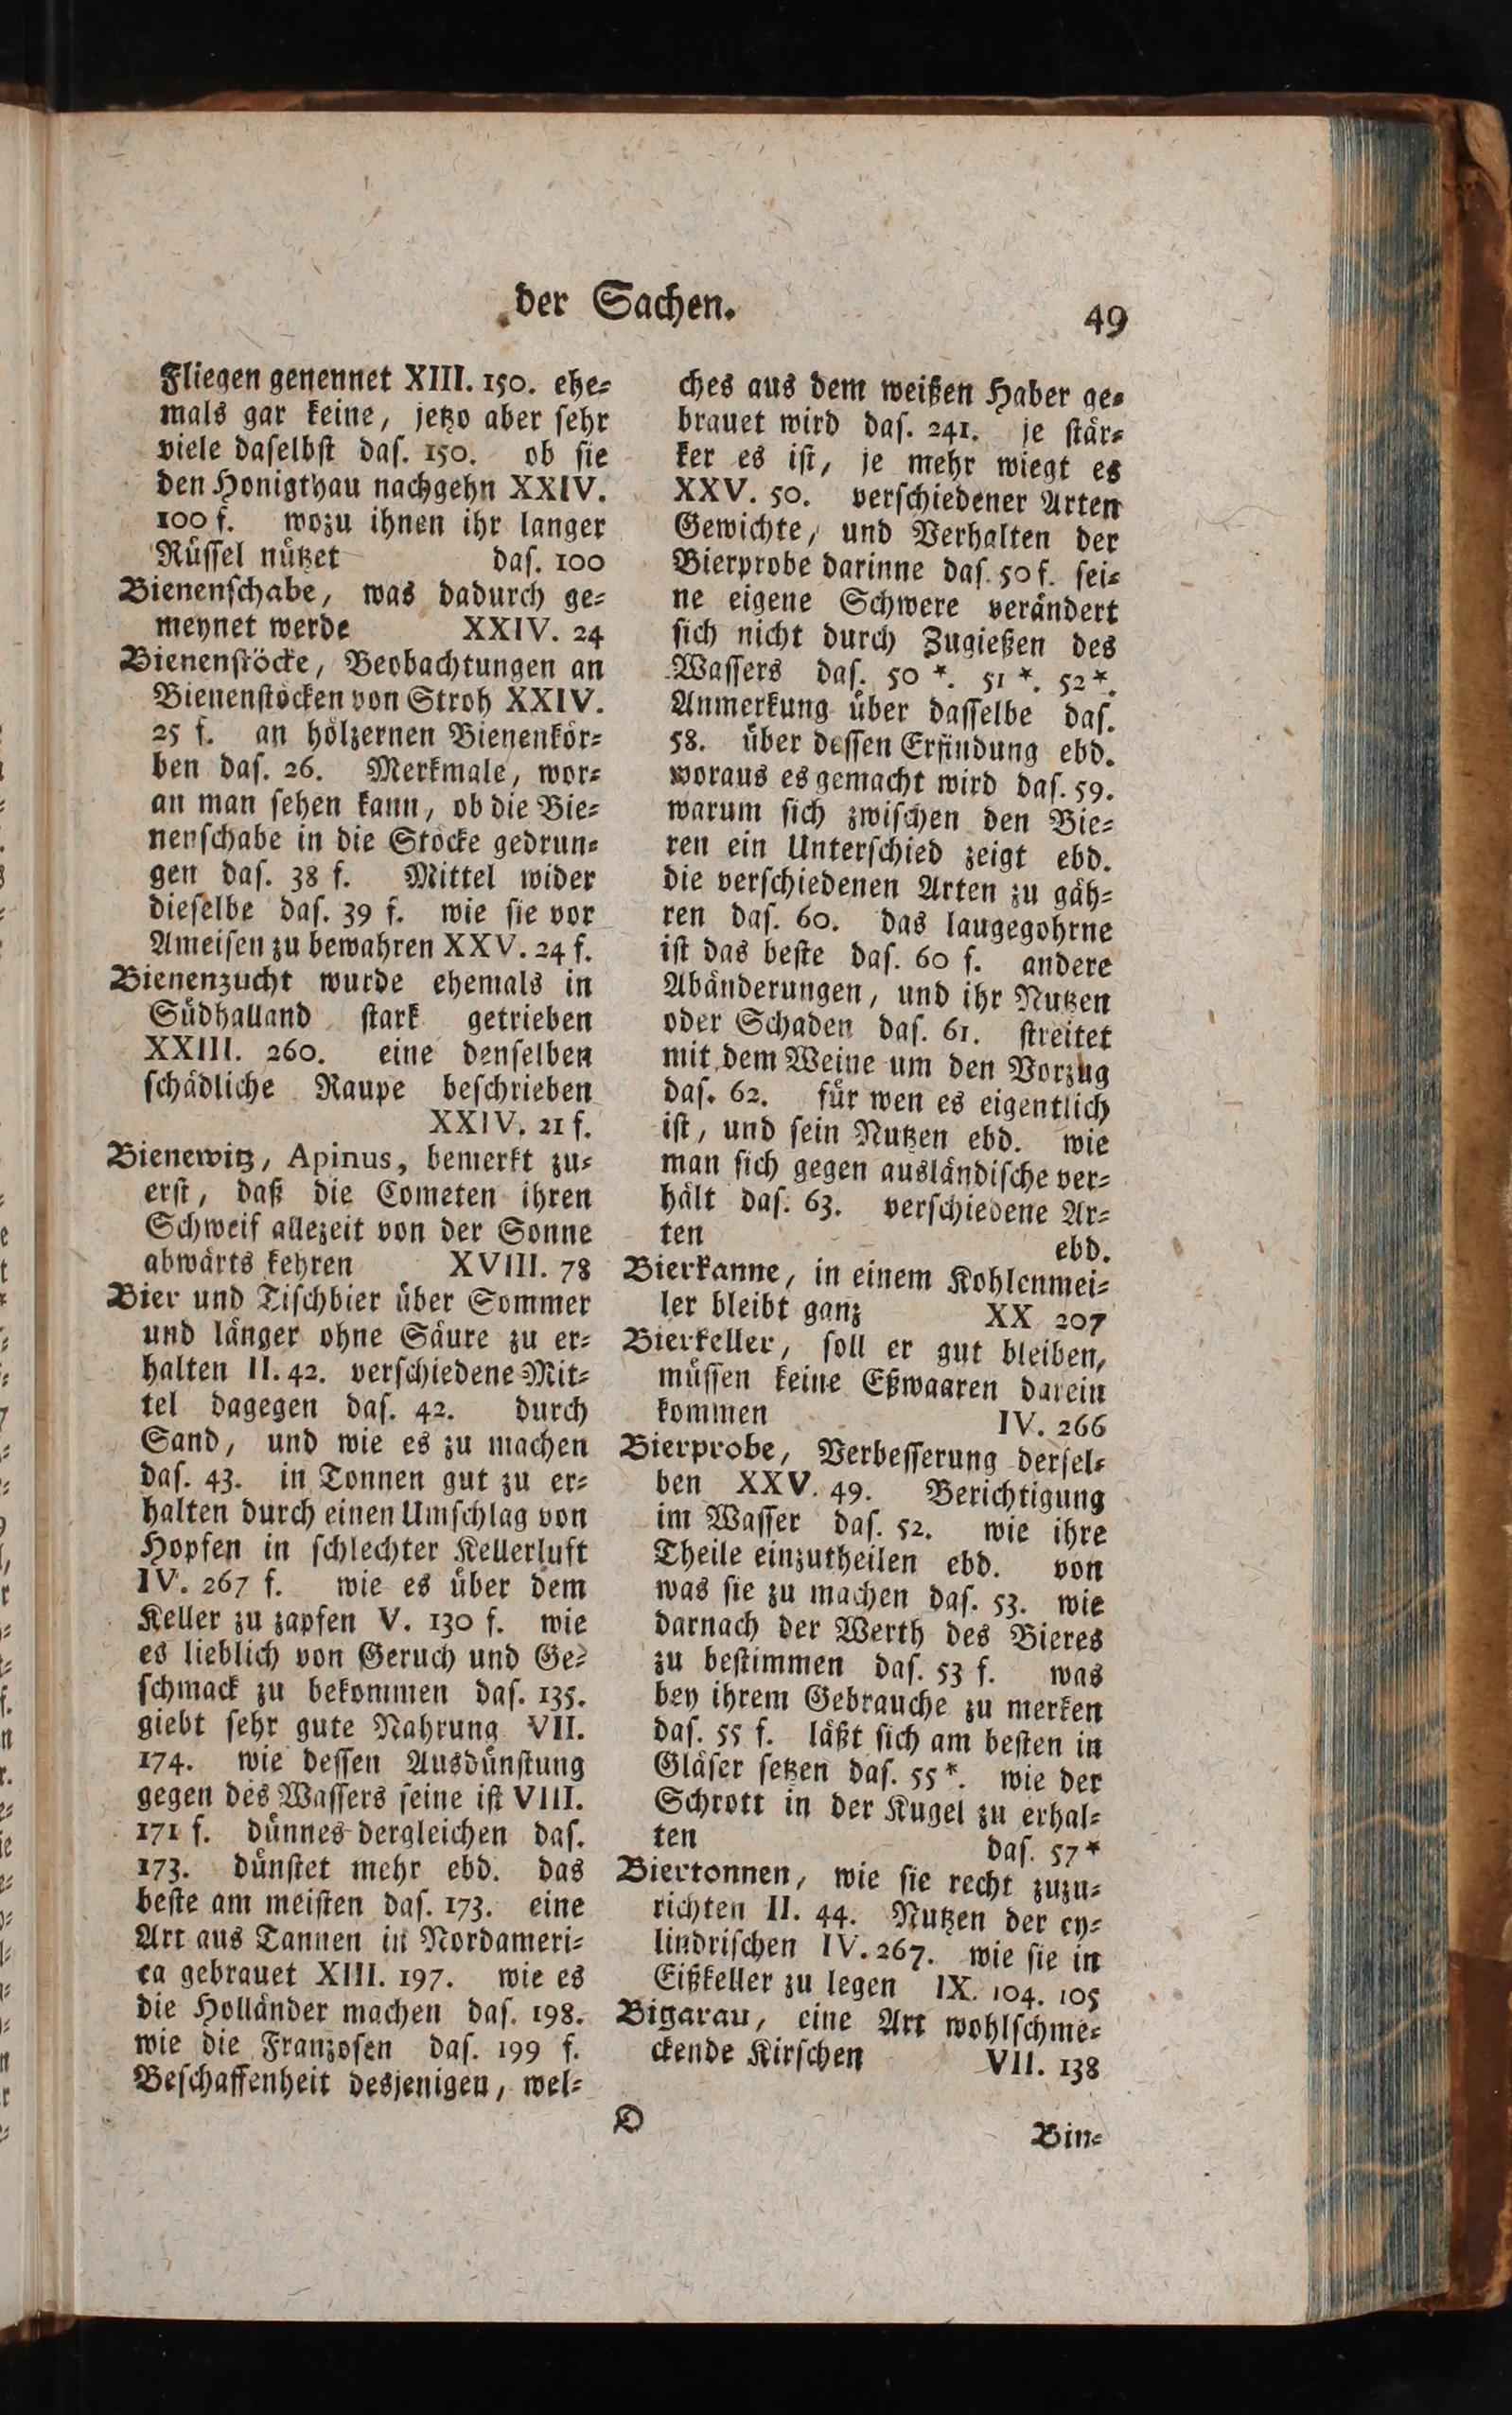 der Sachen.
49
Fliegen genennet XIII. 150. ehe⸗
mals gar keine, jetzo aber ſehr
viele daſelbſt daſ. 150. ob ſie
den Honigthau nachgehn XXIV.
100 f. wozu ihnen ihr langer
Rüſſel nützet daſ. 100
Bienenſchabe, was dadurch ge⸗
meynet werde XXIV. 24
Bienenſtöcke, Beobachtungen an
Bienenſtöcken von Stroh XXIV.
25 f. an hölzernen Bienenkör⸗
ben daſ. 26. Merkmale, wor⸗
an man ſehen kann, ob die Bie⸗
nenſchabe in die Stöcke gedrun⸗
gen daſ. 38 f. Mittel wider
dieſelbe daſ. 39 f. wie ſie vor
Ameiſen zu bewahren XXV. 24 f.
Bienenzucht wurde ehemals in
Südhalland ſtark getrieben
XXIII. 260. eine denſelben
ſchädliche Raupe beſchrieben
XXIV. 21 f.
Bienewitz, Apinus, bemerkt zu⸗
erſt, daß die Cometen ihren
Schweif allezeit von der Sonne
abwärts kehren XVIII. 78
Bier und Tiſchbier über Sommer
und länger ohne Säure zu er⸗
halten II. 42. verſchiedene Mit⸗
tel dagegen daſ. 42. durch
Sand, und wie es zu machen
daſ. 43. in Tonnen gut zu er⸗
halten durch einen Umſchlag von
Hopfen in ſchlechter Kellerluft
IV. 267 f. wie es über dem
Keller zu zapfen V. 130 f. wie
es lieblich von Geruch und Ge⸗
ſchmack zu bekommen daſ. 135.
giebt ſehr gute Nahrung VII.
174. wie deſſen Ausdünſtung
gegen des Waſſers ſeine iſt VIII.
171 f. dünnes dergleichen daſ.
173. dünſtet mehr ebd. das
beſte am meiſten daſ. 173. eine
Art aus Tannen in Nordameri⸗
ca gebrauet XIII. 197. wie es
die Holländer machen daſ. 198.
wie die Franzoſen daſ. 199 f.
Beſchaffenheit desjenigen, wel⸗
ches aus dem weißen Haber ge⸗
brauet wird daſ. 241. je ſtär⸗
ker es iſt, je mehr wiegt es
XXV. 50. verſchiedener Arten
Gewichte, und Verhalten der
Bierprobe darinne daſ. 50 f. ſei⸗
ne eigene Schwere verändert
ſich nicht durch Zugießen des
Waſſers daſ. 50 *. 51 *. 52 *.
Anmerkung über daſſelbe daſ.
58. über deſſen Erfindung ebd.
woraus es gemacht wird daſ. 59.
warum ſich zwiſchen den Bie⸗
ren ein Unterſchied zeigt ebd.
die verſchiedenen Arten zu gäh⸗
ren daſ. 60. das laugegohrne
iſt das beſte daſ. 60 f. andere
Abänderungen, und ihr Nutzen
oder Schaden daſ. 61. ſtreitet
mit dem Weine um den Vorzug
daſ. 62. für wen es eigentlich
iſt, und ſein Nutzen ebd. wie
man ſich gegen ausländiſche ver⸗
hält daſ. 63. verſchiedene Ar⸗
ten ebd.
Bierkanne, in einem Kohlenmei⸗
ler bleibt ganz XX 207
Bierkeller, ſoll er gut bleiben,
müſſen keine Eßwaaren darein
kommen IV. 266
Bierprobe, Verbeſſerung derſel⸗
ben XXV. 49. Berichtigung
im Waſſer daſ. 52. wie ihre
Theile einzutheilen ebd. von
was ſie zu machen daſ. 53. wie
darnach der Werth des Bieres
zu beſtimmen daſ. 53 f. was
bey ihrem Gebrauche zu merken
daſ. 55 f. läßt ſich am beſten in
Gläſer ſetzen daſ. 55 *. wie der
Schrott in der Kugel zu erhal⸗
ten daſ. 57 *
Biertonnen, wie ſie recht zuzu⸗
richten II. 44. Nutzen der cy⸗
lindriſchen IV. 267. wie ſie in
Eißkeller zu legen IX. 104. 105
Bigarau, eine Art wohlſchme⸗
ckende Kirſchen VII. 138
D
Bin⸗